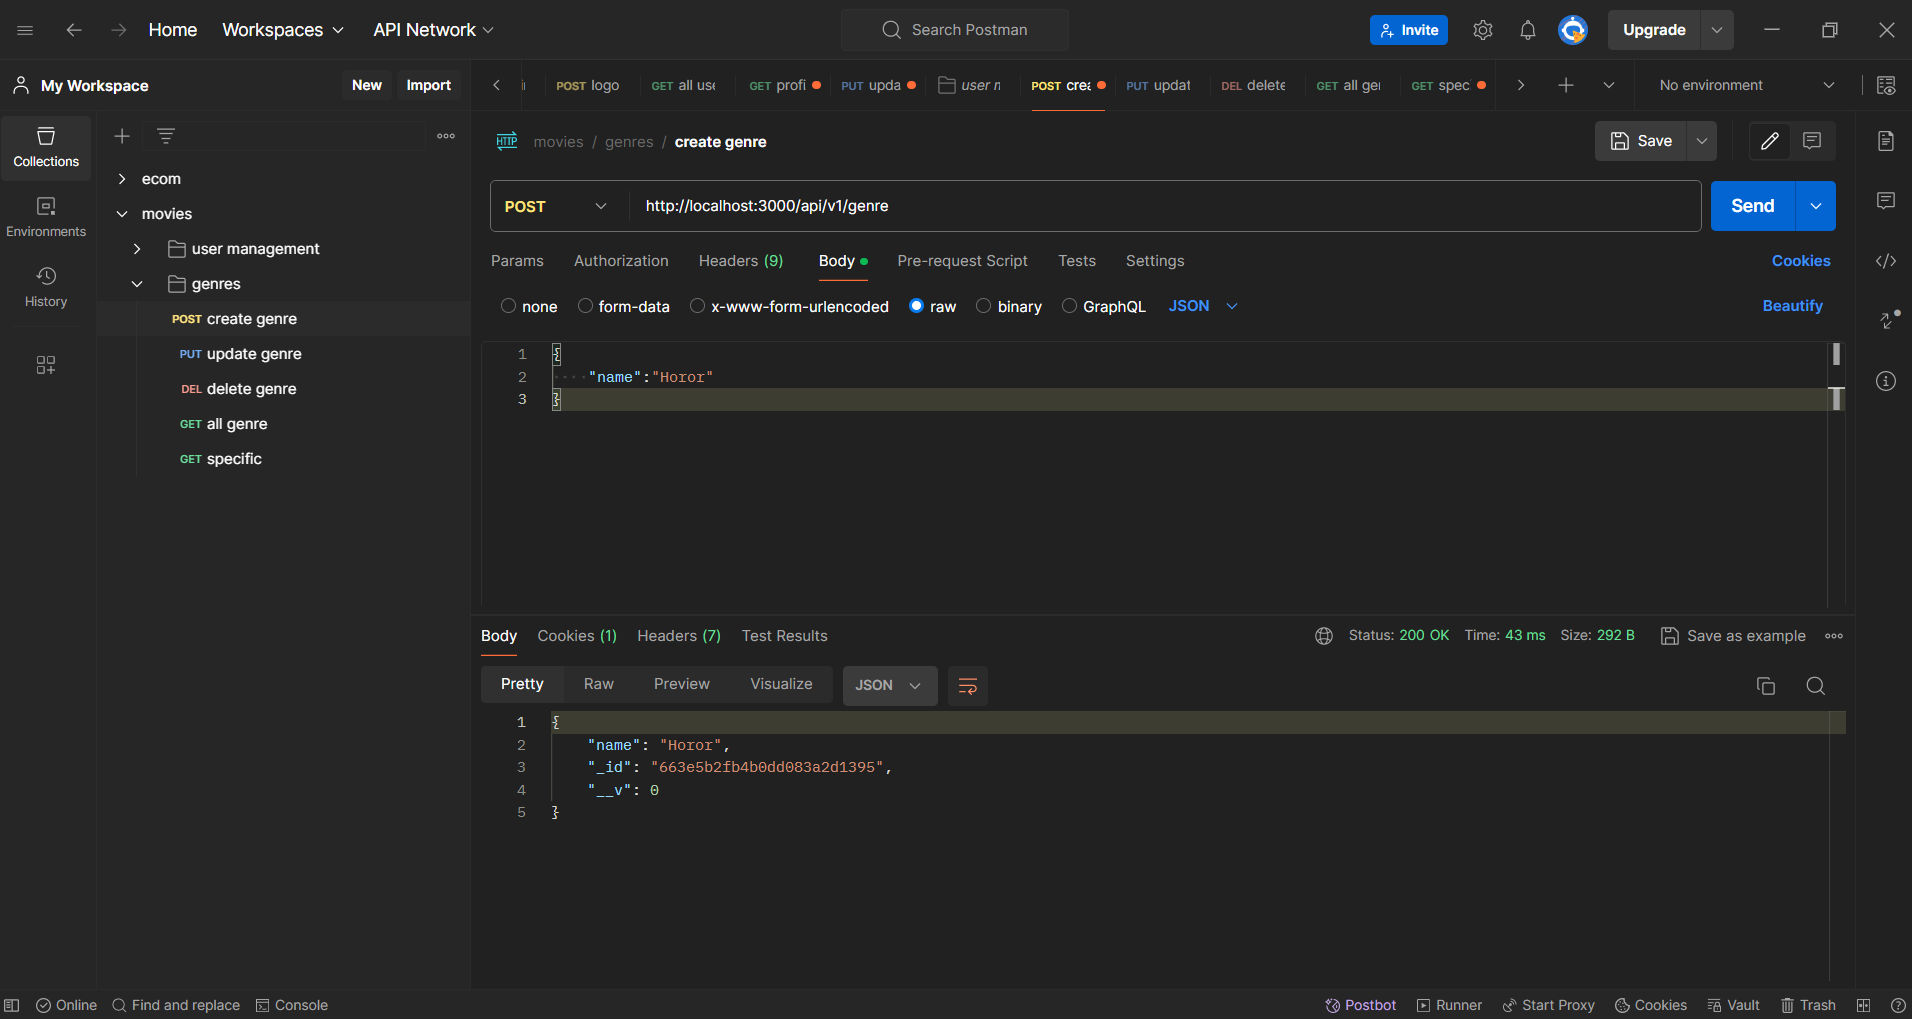 Home Workspaces API Network Search Postman Invite Upgrade
My Workspace New Import POST logo GET all use GET profi PUT upda user m POST crea PUT updat DEL delete GET all gen GET spec No environment
Collections
Environments
History
ecom
movies
user management
genres
POST create genre
PUT update genre
DEL delete genre
GET all genre
GET specific
HTTP movies / genres / create genre Save
POST http://localhost:3000/api/v1/genre Send
Params Authorization Headers (9) Body Pre-request Script Tests Settings Cookies
none form-data x-www-form-urlencoded raw binary GraphQL JSON Beautify
1 {
2 "name":"Horor"
3 }
Body Cookies (1) Headers (7) Test Results Status: 200 OK Time: 43 ms Size: 292 B Save as example
Pretty Raw Preview Visualize JSON
1 {
2 "name": "Horor",
3 "_id": "663e5b2fb4b0dd083a2d1395",
4 "__v": 0
5 }
Online Find and replace Console Postbot Runner Start Proxy Cookies Vault Trash